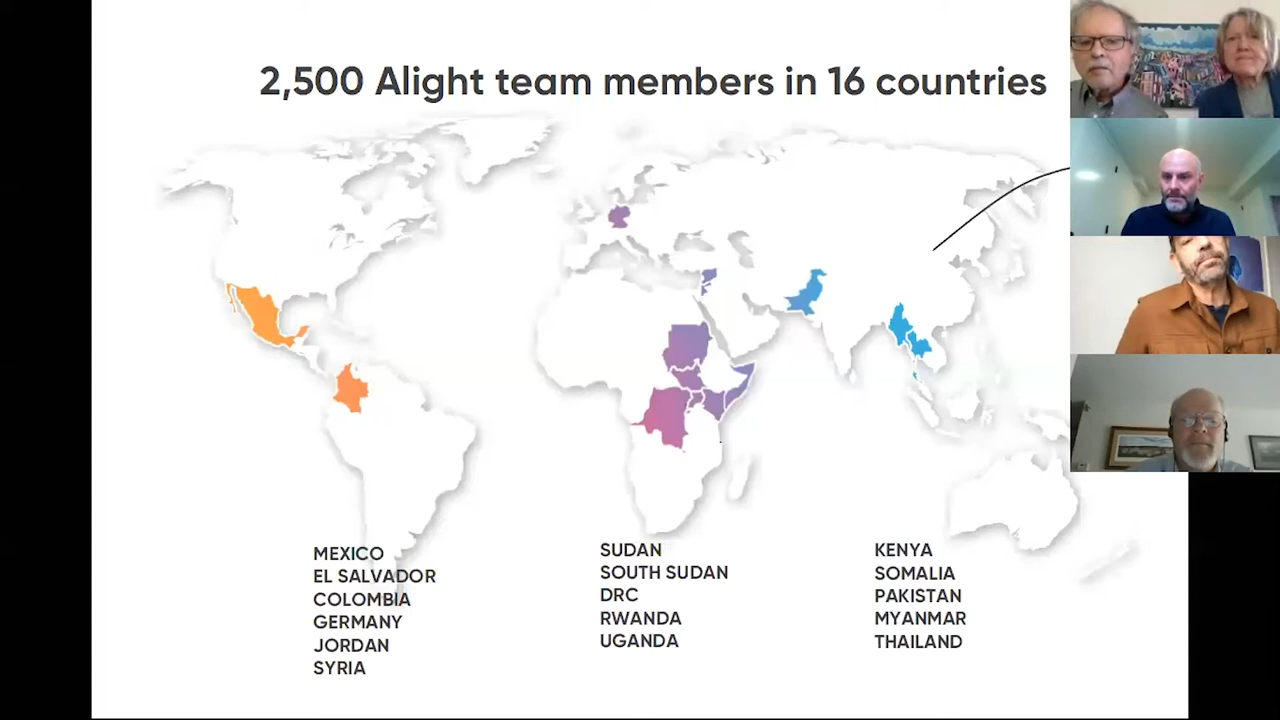 2,500 Alight team members in 16 countries
MEXICO
EL SALVADOR
COLOMBIA
GERMANY
JORDAN
SYRIA
SUDAN
SOUTH SUDAN
DRC
RWANDA
UGANDA
KENYA
SOMALIA
PAKISTAN
MYANMAR
THAILAND